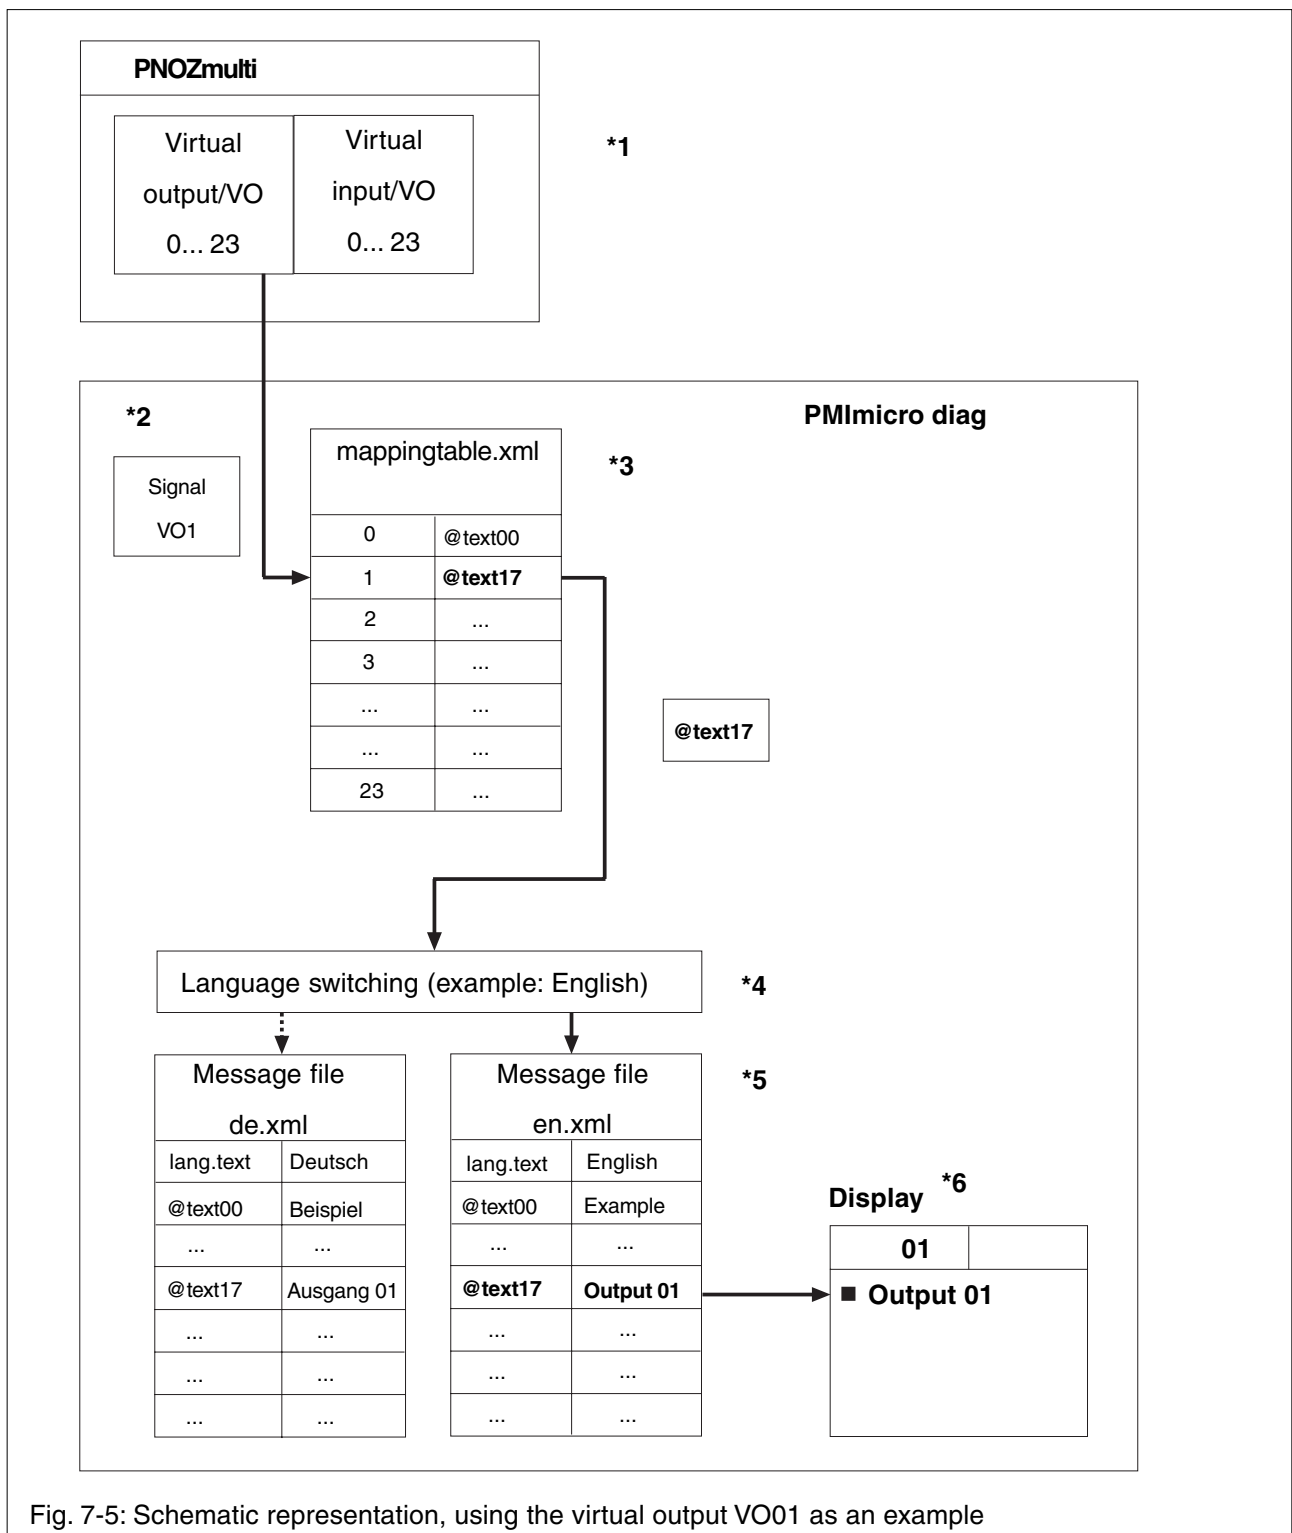 PNOZmulti
Virtual output/VO 0... 23
Virtual input/VO 0... 23
*1
PMImicro diag
*2
Signal
VO1
mappingtable.xml
*3
0 @text00
1 @text17
2 ...
3 ...
... ...
... ...
23 ...
@text17
Language switching (example: English)
*4
Message file
de.xml
lang.text Deutsch
@text00 Beispiel
... ...
@text17 Ausgang 01
... ...
... ...
... ...
Message file
en.xml
*5
lang.text English
@text00 Example
... ...
@text17 Output 01
... ...
... ...
... ...
Display *6
01
■ Output 01
Fig. 7-5: Schematic representation, using the virtual output VO01 as an example